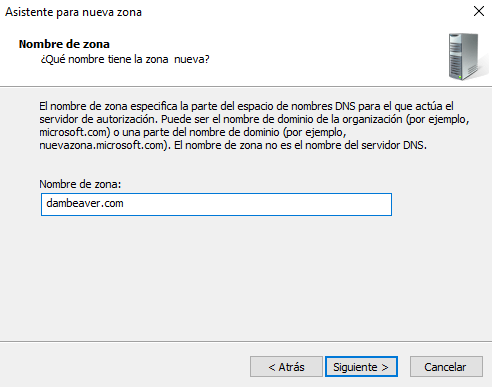 Asistente para nueva zona
Nombre de zona
¿Qué nombre tiene la zona nueva?
El nombre de zona especifica la parte del espacio de nombres DNS para el que actúa el
servidor de autorización. Puede ser el nombre de dominio de la organización (por ejemplo,
microsoft.com) o una parte del nombre de dominio (por ejemplo,
nuevazona.microsoft.com). El nombre de zona no es el nombre del servidor DNS.
Nombre de zona:
dambeaver.com
< Atrás Siguiente > Cancelar